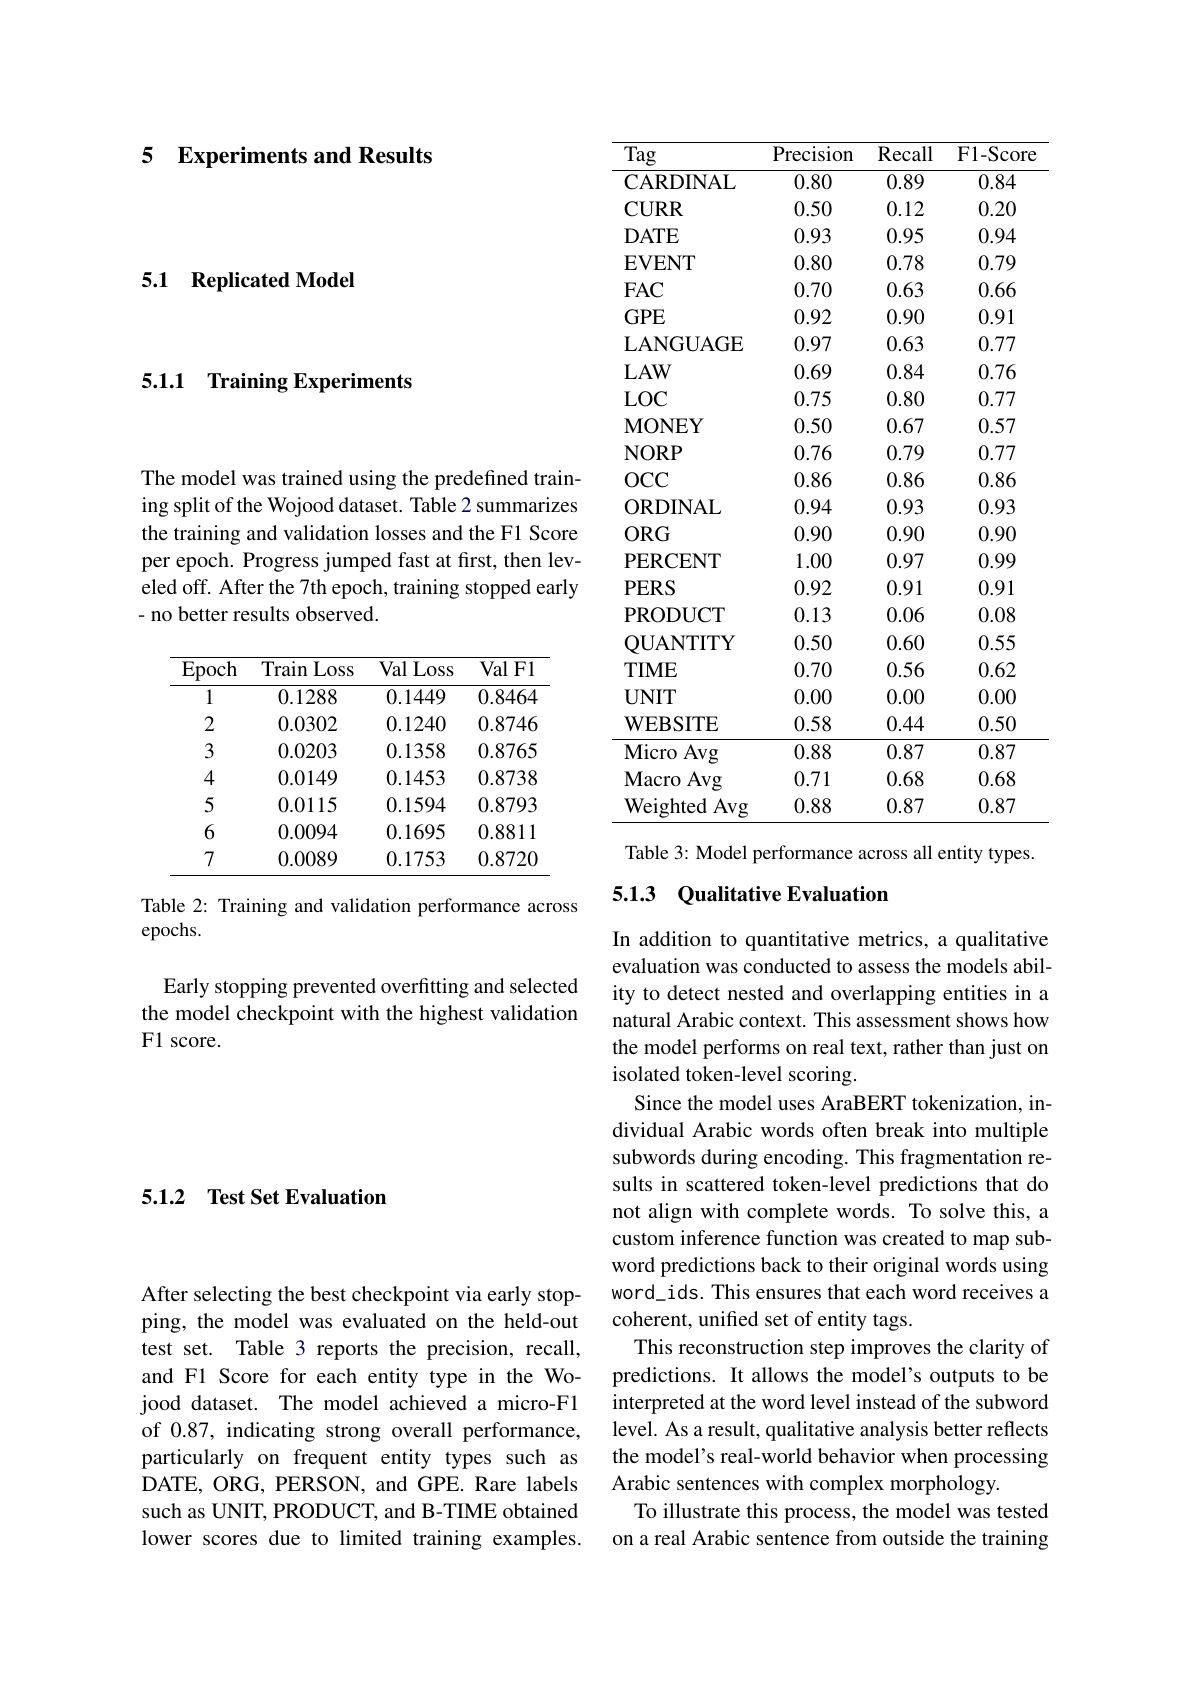 5 Experiments and Results
5.1 Replicated Model
5.1.1 Training Experiments
The model was trained using the predefined train-
ing split of the Wojood dataset. Table 2 summarizes
the training and validation losses and the F1 Score
per epoch. Progress jumped fast at first, then lev-
eled off. After the 7th epoch, training stopped early
- no better results observed.
Epoch Train Loss Val Loss Val F1
1 0.1288 0.1449 0.8464
2 0.0302 0.1240 0.8746
3 0.0203 0.1358 0.8765
4 0.0149 0.1453 0.8738
5 0.0115 0.1594 0.8793
6 0.0094 0.1695 0.8811
7 0.0089 0.1753 0.8720
Table 2: Training and validation performance across
epochs.
Early stopping prevented overfitting and selected
the model checkpoint with the highest validation
F1 score.
5.1.2 Test Set Evaluation
After selecting the best checkpoint via early stop-
ping, the model was evaluated on the held-out
test set. Table 3 reports the precision, recall,
and F1 Score for each entity type in the Wo-
jood dataset. The model achieved a micro-F1
of 0.87, indicating strong overall performance,
particularly on frequent entity types such as
DATE, ORG, PERSON, and GPE. Rare labels
such as UNIT, PRODUCT, and B-TIME obtained
lower scores due to limited training examples.
Tag Precision Recall F1-Score
CARDINAL 0.80 0.89 0.84
CURR 0.50 0.12 0.20
DATE 0.93 0.95 0.94
EVENT 0.80 0.78 0.79
FAC 0.70 0.63 0.66
GPE 0.92 0.90 0.91
LANGUAGE 0.97 0.63 0.77
LAW 0.69 0.84 0.76
LOC 0.75 0.80 0.77
MONEY 0.50 0.67 0.57
NORP 0.76 0.79 0.77
OCC 0.86 0.86 0.86
ORDINAL 0.94 0.93 0.93
ORG 0.90 0.90 0.90
PERCENT 1.00 0.97 0.99
PERS 0.92 0.91 0.91
PRODUCT 0.13 0.06 0.08
QUANTITY 0.50 0.60 0.55
TIME 0.70 0.56 0.62
UNIT 0.00 0.00 0.00
WEBSITE 0.58 0.44 0.50
Micro Avg 0.88 0.87 0.87
Macro Avg 0.71 0.68 0.68
Weighted Avg 0.88 0.87 0.87
Table 3: Model performance across all entity types.
5.1.3 Qualitative Evaluation
In addition to quantitative metrics, a qualitative
evaluation was conducted to assess the models abil-
ity to detect nested and overlapping entities in a
natural Arabic context. This assessment shows how
the model performs on real text, rather than just on
isolated token-level scoring.
Since the model uses AraBERT tokenization, in-
dividual Arabic words often break into multiple
subwords during encoding. This fragmentation re-
sults in scattered token-level predictions that do
not align with complete words. To solve this, a
custom inference function was created to map sub-
word predictions back to their original words using
word_ids. This ensures that each word receives a
coherent, unified set of entity tags.
This reconstruction step improves the clarity of
predictions. It allows the model's outputs to be
interpreted at the word level instead of the subword
level. As a result, qualitative analysis better reflects
the model's real-world behavior when processing
Arabic sentences with complex morphology.
To illustrate this process, the model was tested
on a real Arabic sentence from outside the training